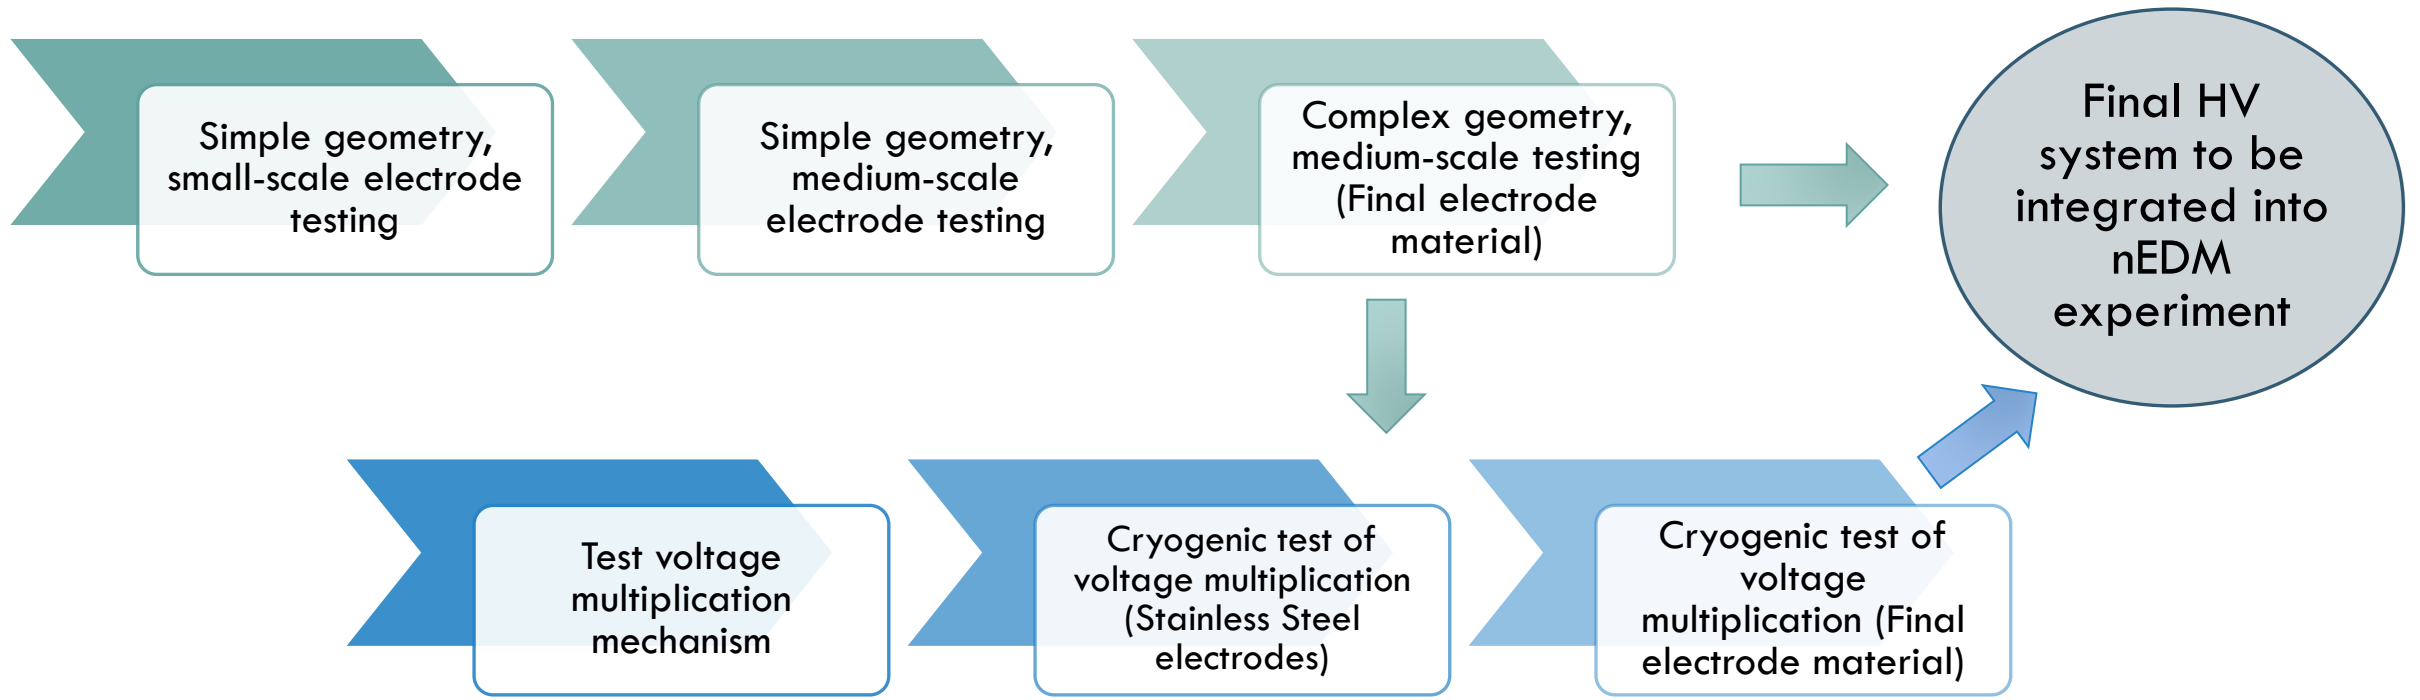 Simple geometry,
small-scale electrode
testing
Simple geometry,
medium-scale
electrode testing
Complex geometry,
medium-scale testing
(Final electrode
material)
Final HV
system to be
integrated into
nEDM
experiment
Test voltage
multiplication
mechanism
Cryogenic test of
voltage multiplication
(Stainless Steel
electrodes)
Cryogenic test of
voltage
multiplication (Final
electrode material)